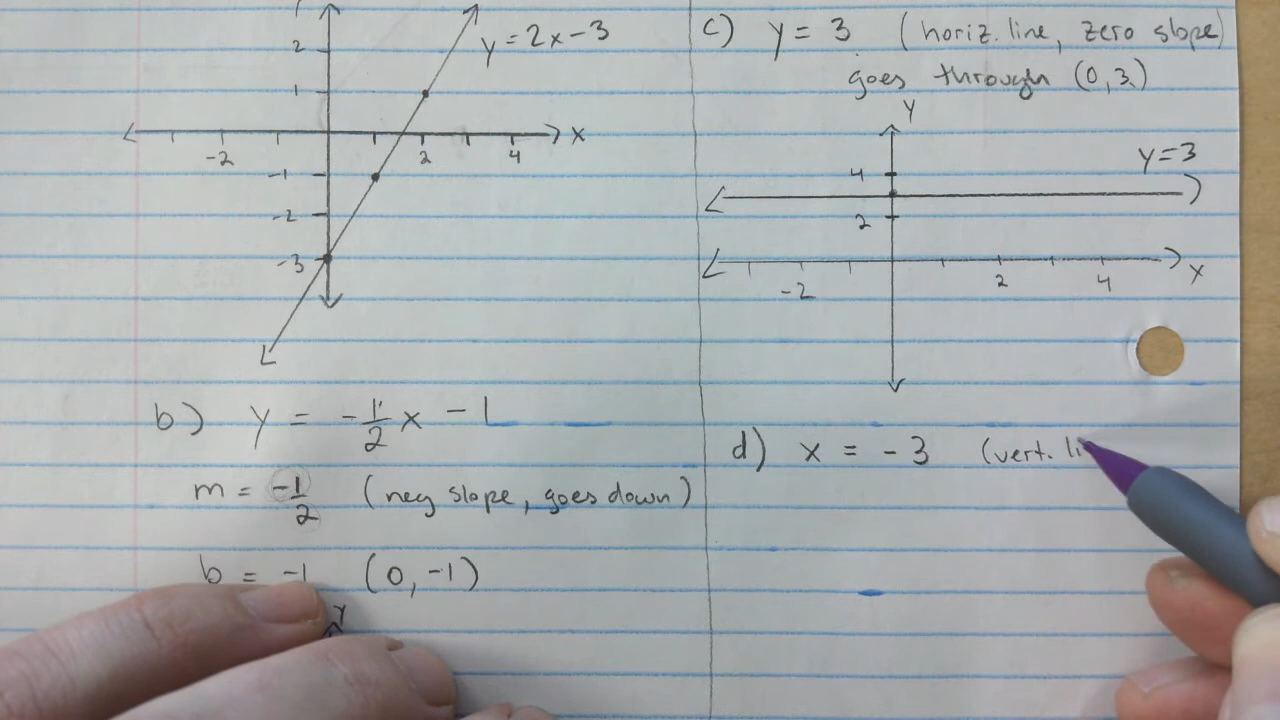 2
y = 2x - 3
1
x
-2
2
4
-1
-2
-3
b) y = -1/2 x - 1
m = -1/2 (neg slope, goes down)
b = -1 (0, -1)
y
c) y = 3 (horiz. line, zero slope)
goes through (0,3)
y
y = 3
4
2
x
-2
2
4
d) x = -3 (vert. li